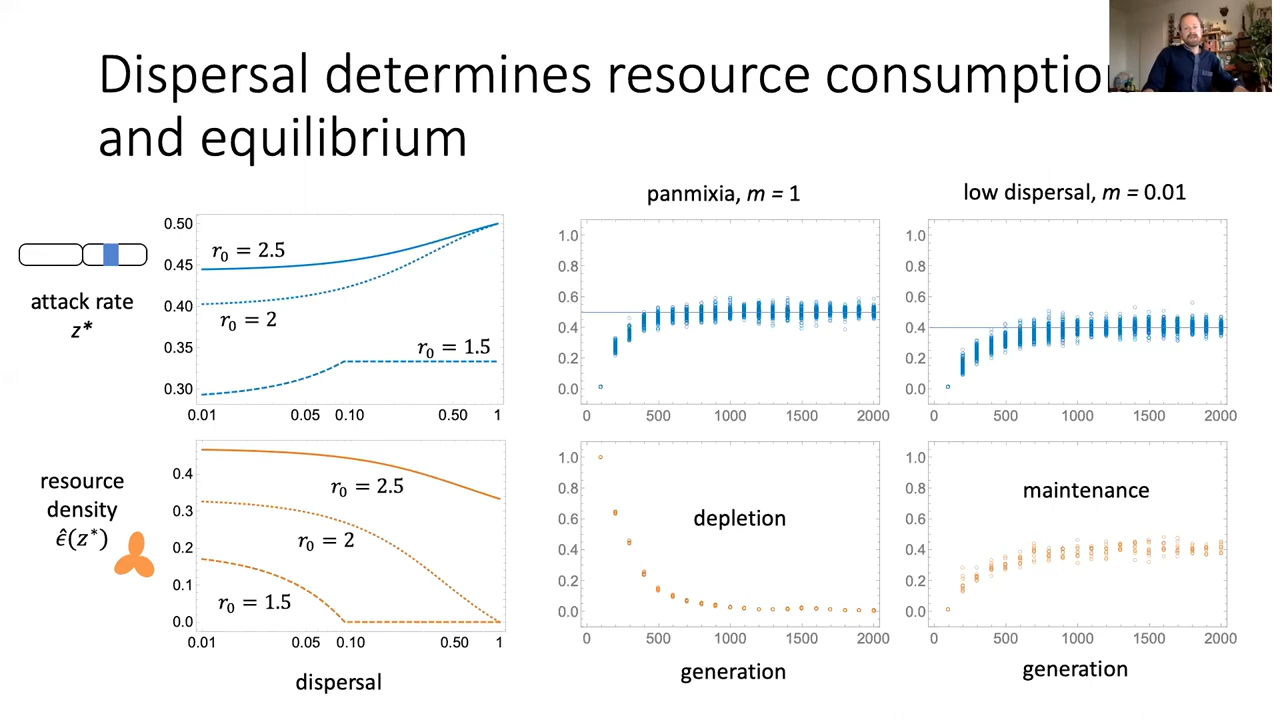 Dispersal determines resource consumption
and equilibrium
panmixia, m = 1
low dispersal, m = 0.01
attack rate
z*
0.50
0.45
0.40
0.35
0.30
r₀ = 2.5
r₀ = 2
r₀ = 1.5
0.01 0.05 0.10 0.50 1
1.0
0.8
0.6
0.4
0.2
0.0
0 500 1000 1500 2000
1.0
0.8
0.6
0.4
0.2
0.0
0 500 1000 1500 2000
resource
density
ϵ̂(z*)
0.4
0.3
0.2
0.1
0.0
r₀ = 2.5
r₀ = 2
r₀ = 1.5
0.01 0.05 0.10 0.50 1
dispersal
1.0
0.8
0.6
0.4
0.2
0.0
depletion
0 500 1000 1500 2000
generation
1.0
0.8
0.6
0.4
0.2
0.0
maintenance
0 500 1000 1500 2000
generation